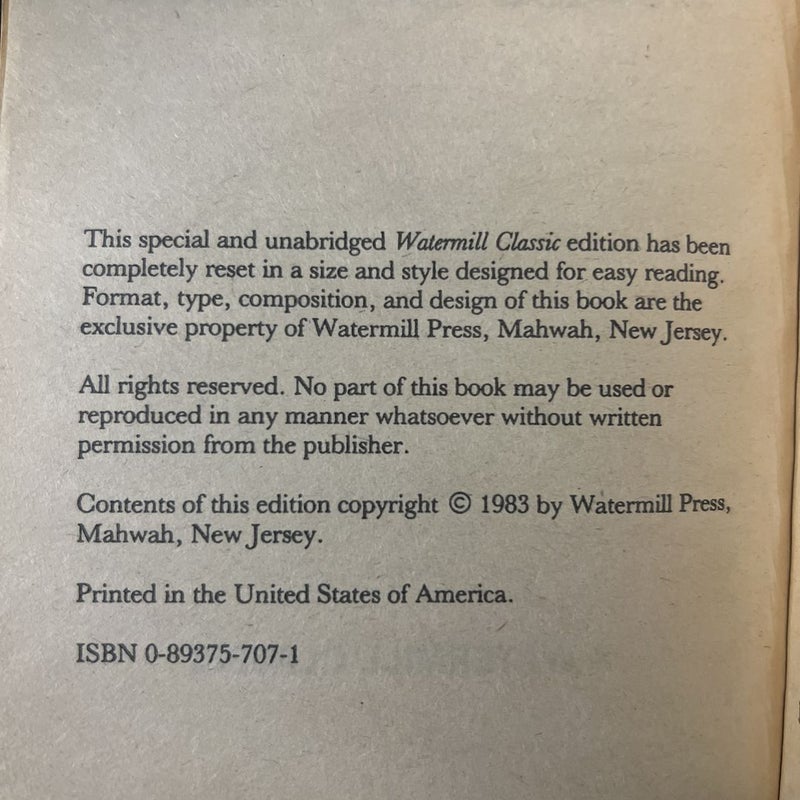 This special and unabridged Watermill Classic edition has been
completely reset in a size and style designed for easy reading.
Format, type, composition, and design of this book are the
exclusive property of Watermill Press, Mahwah, New Jersey.
All rights reserved. No part of this book may be used or
reproduced in any manner whatsoever without written
permission from the publisher.
Contents of this edition copyright © 1983 by Watermill Press,
Mahwah, New Jersey.
Printed in the United States of America.
ISBN 0-89375-707-1